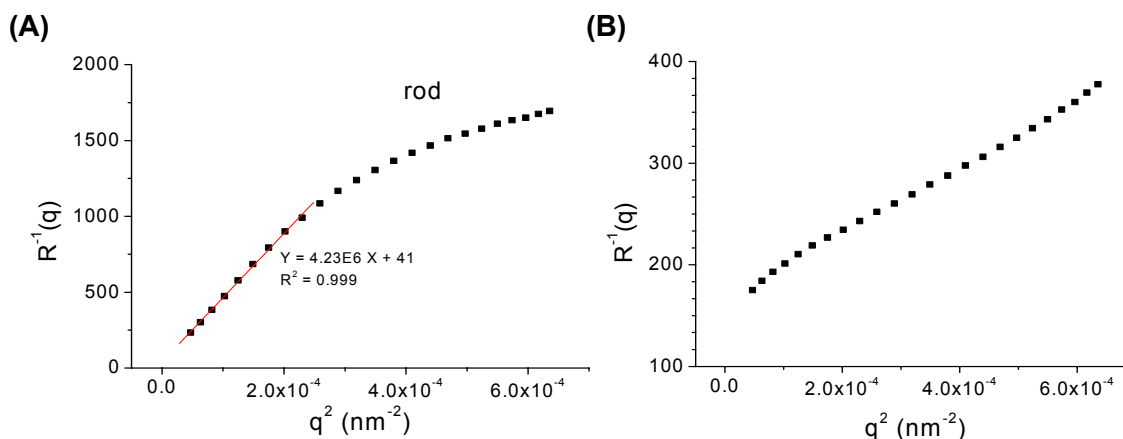 (A)
2000
1500
1000
500
0
R⁻¹(q)
rod
Y = 4.23E6 X + 41
R² = 0.999
0.0 2.0x10⁻⁴ 4.0x10⁻⁴ 6.0x10⁻⁴
q² (nm⁻²)
(B)
400
300
200
100
R⁻¹(q)
0.0 2.0x10⁻⁴ 4.0x10⁻⁴ 6.0x10⁻⁴
q² (nm⁻²)